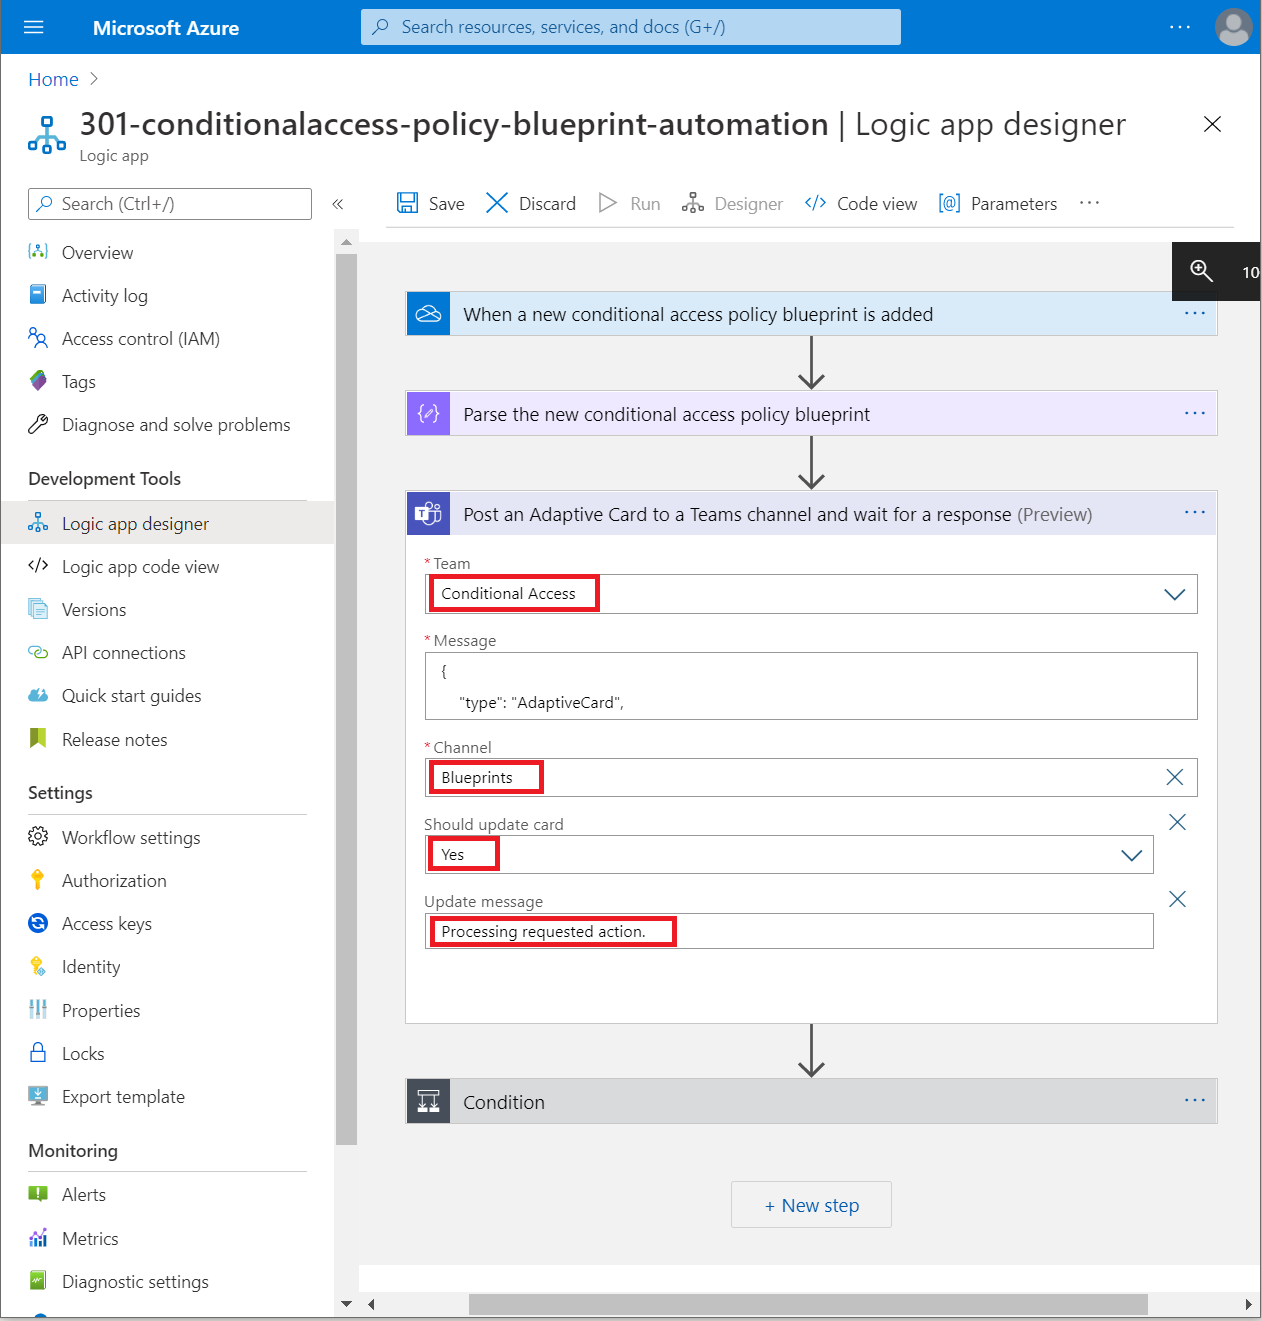 Microsoft Azure
Search resources, services, and docs (G+/)
Home
301-conditionalaccess-policy-blueprint-automation | Logic app designer
Logic app
Search (Ctrl+/)
Save
Discard
Run
Designer
Code view
Parameters
Overview
Activity log
Access control (IAM)
Tags
Diagnose and solve problems
Development Tools
Logic app designer
Logic app code view
Versions
API connections
Quick start guides
Release notes
Settings
Workflow settings
Authorization
Access keys
Identity
Properties
Locks
Export template
Monitoring
Alerts
Metrics
Diagnostic settings
10
When a new conditional access policy blueprint is added
Parse the new conditional access policy blueprint
Post an Adaptive Card to a Teams channel and wait for a response (Preview)
* Team
Conditional Access
* Message
{
"type": "AdaptiveCard",
* Channel
Blueprints
Should update card
Yes
Update message
Processing requested action.
Condition
+ New step